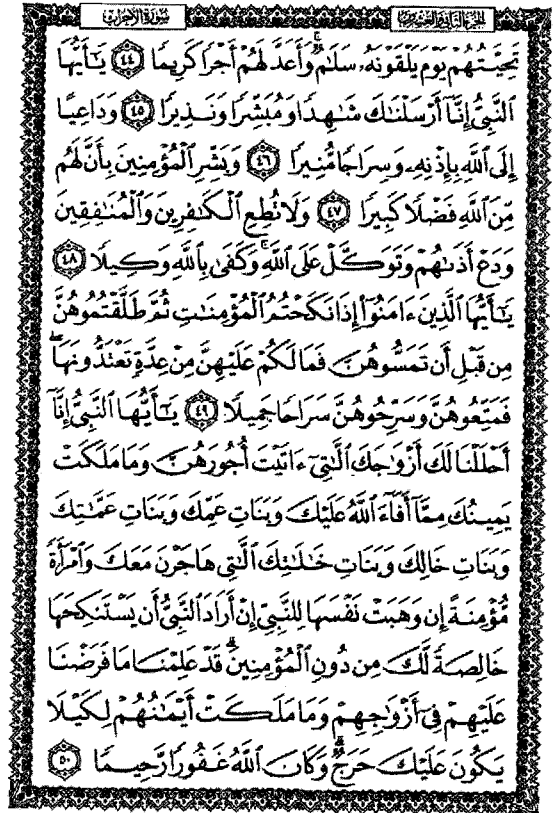 الجزء الثاني والعشرون
سورة الأحزاب
تَحِيَّتُهُمْ يَوْمَ يَلْقَوْنَهُۥ سَلَٰمٌ ۚ وَأَعَدَّ لَهُمْ أَجْرًا كَرِيمًا ٤٤ يَٰٓأَيُّهَا
ٱلنَّبِىُّ إِنَّآ أَرْسَلْنَٰكَ شَٰهِدًا وَمُبَشِّرًا وَنَذِيرًا ٤٥ وَدَاعِيًا
إِلَى ٱللَّهِ بِإِذْنِهِۦ وَسِرَاجًا مُّنِيرًا ٤٦ وَبَشِّرِ ٱلْمُؤْمِنِينَ بِأَنَّ لَهُم
مِّنَ ٱللَّهِ فَضْلًا كَبِيرًا ٤٧ وَلَا تُطِعِ ٱلْكَٰفِرِينَ وَٱلْمُنَٰفِقِينَ
وَدَعْ أَذَىٰهُمْ وَتَوَكَّلْ عَلَى ٱللَّهِ ۚ وَكَفَىٰ بِٱللَّهِ وَكِيلًا ٤٨
يَٰٓأَيُّهَا ٱلَّذِينَ ءَامَنُوٓا۟ إِذَا نَكَحْتُمُ ٱلْمُؤْمِنَٰتِ ثُمَّ طَلَّقْتُمُوهُنَّ
مِن قَبْلِ أَن تَمَسُّوهُنَّ فَمَا لَكُمْ عَلَيْهِنَّ مِنْ عِدَّةٍ تَعْتَدُّونَهَا ۖ
فَمَتِّعُوهُنَّ وَسَرِّحُوهُنَّ سَرَاحًا جَمِيلًا ٤٩ يَٰٓأَيُّهَا ٱلنَّبِىُّ إِنَّآ
أَحْلَلْنَا لَكَ أَزْوَٰجَكَ ٱلَّٰتِىٓ ءَاتَيْتَ أُجُورَهُنَّ وَمَا مَلَكَتْ
يَمِينُكَ مِمَّآ أَفَآءَ ٱللَّهُ عَلَيْكَ وَبَنَاتِ عَمِّكَ وَبَنَاتِ عَمَّٰتِكَ
وَبَنَاتِ خَالِكَ وَبَنَاتِ خَٰلَٰتِكَ ٱلَّٰتِى هَاجَرْنَ مَعَكَ وَٱمْرَأَةً
مُّؤْمِنَةً إِن وَهَبَتْ نَفْسَهَا لِلنَّبِىِّ إِنْ أَرَادَ ٱلنَّبِىُّ أَن يَسْتَنكِحَهَا
خَالِصَةً لَّكَ مِن دُونِ ٱلْمُؤْمِنِينَ ۗ قَدْ عَلِمْنَا مَا فَرَضْنَا
عَلَيْهِمْ فِىٓ أَزْوَٰجِهِمْ وَمَا مَلَكَتْ أَيْمَٰنُهُمْ لِكَيْلَا
يَكُونَ عَلَيْكَ حَرَجٌ ۗ وَكَانَ ٱللَّهُ غَفُورًا رَّحِيمًا ٥٠